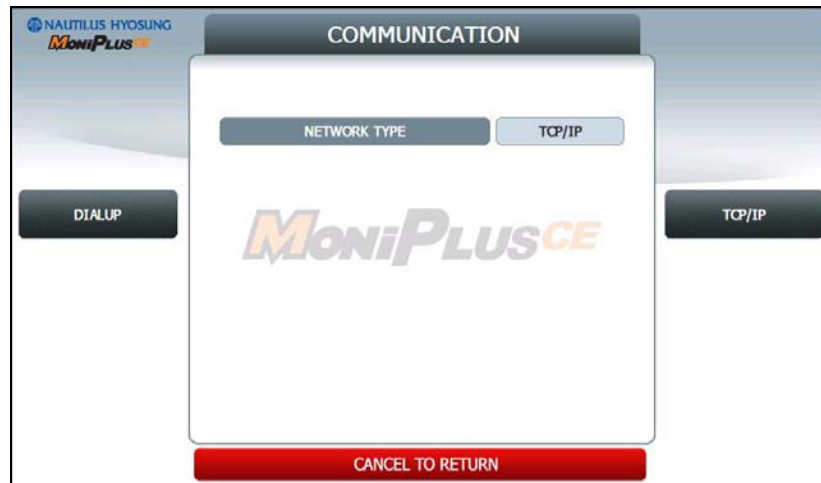 NAUTILUS HYOSUNG
MONIPLUSCE
COMMUNICATION
NETWORK TYPE TCP/IP
DIALUP
TCP/IP
MONIPLUSCE
CANCEL TO RETURN